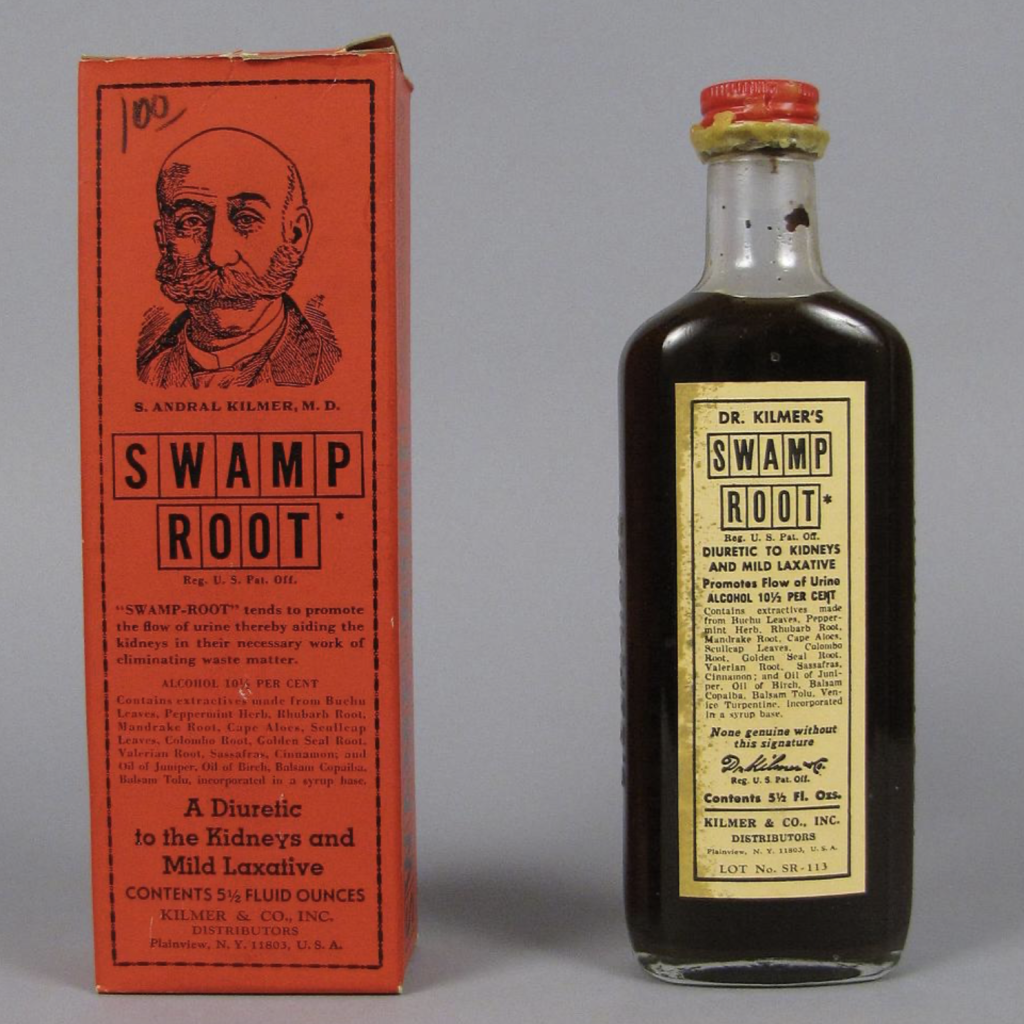 100
S. ANDRAL KILMER, M. D.
SWAMP
ROOT*
Reg. U. S. Pat. Off.
"SWAMP-ROOT" tends to promote
the flow of urine thereby aiding the
kidneys in their necessary work of
eliminating waste matter.
ALCOHOL 10½ PER CENT
Contains extractives made from Buchu
Leaves, Peppermint Herb, Rhubarb Root,
Mandrake Root, Cape Aloes, Scullcap
Leaves, Colombo Root, Golden Seal Root,
Valerian Root, Sassafras, Cinnamon; and
Oil of Juniper, Oil of Birch, Balsam Copaiba,
Balsam Tolu, incorporated in a syrup base.
A Diuretic
to the Kidneys and
Mild Laxative
CONTENTS 5½ FLUID OUNCES
KILMER & CO., INC.
DISTRIBUTORS
Plainview, N. Y. 11803, U. S. A.
DR. KILMER'S
SWAMP
ROOT*
Reg. U. S. Pat. Off.
DIURETIC TO KIDNEYS
AND MILD LAXATIVE
Promotes Flow of Urine
ALCOHOL 10½ PER CENT
Contains extractives made
from Buchu Leaves, Pepper-
mint Herb, Rhubarb Root,
Mandrake Root, Cape Aloes,
Scullcap Leaves, Colombo
Root, Golden Seal Root,
Valerian Root, Sassafras,
Cinnamon; and Oil of Juni-
per, Oil of Birch, Balsam
Copaiba, Balsam Tolu, Ven-
ice Turpentine, incorporated
in a syrup base.
None genuine without
this signature
Dr. Kilmer & Co.
Reg. U. S. Pat. Off.
Contents 5½ Fl. Ozs.
KILMER & CO., INC.
DISTRIBUTORS
Plainview, N. Y. 11803, U. S. A.
LOT No. SR-113